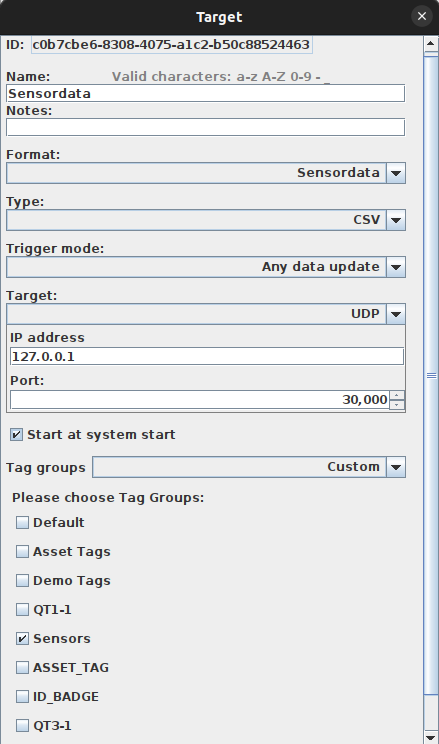 Target
ID: c0b7cbe6-8308-4075-a1c2-b50c88524463
Name: Valid characters: a-z A-Z 0-9 - _
Sensordata
Notes:
Format:
Sensordata
Type:
CSV
Trigger mode:
Any data update
Target:
UDP
IP address
127.0.0.1
Port:
30,000
Start at system start
Tag groups Custom
Please choose Tag Groups:
Default
Asset Tags
Demo Tags
QT1-1
Sensors
ASSET_TAG
ID_BADGE
QT3-1